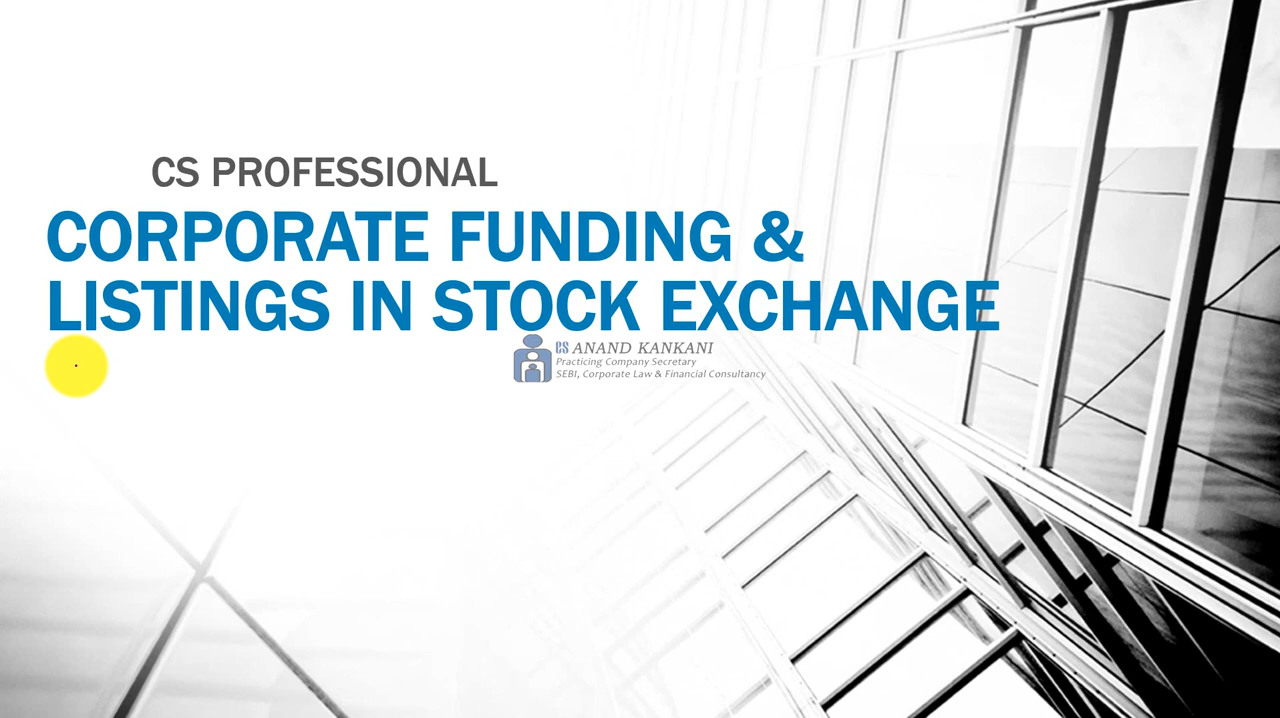 CS PROFESSIONAL
CORPORATE FUNDING &
LISTINGS IN STOCK EXCHANGE
CS ANAND KANKANI
Practicing Company Secretary
SEBI, Corporate Law & Financial Consultancy